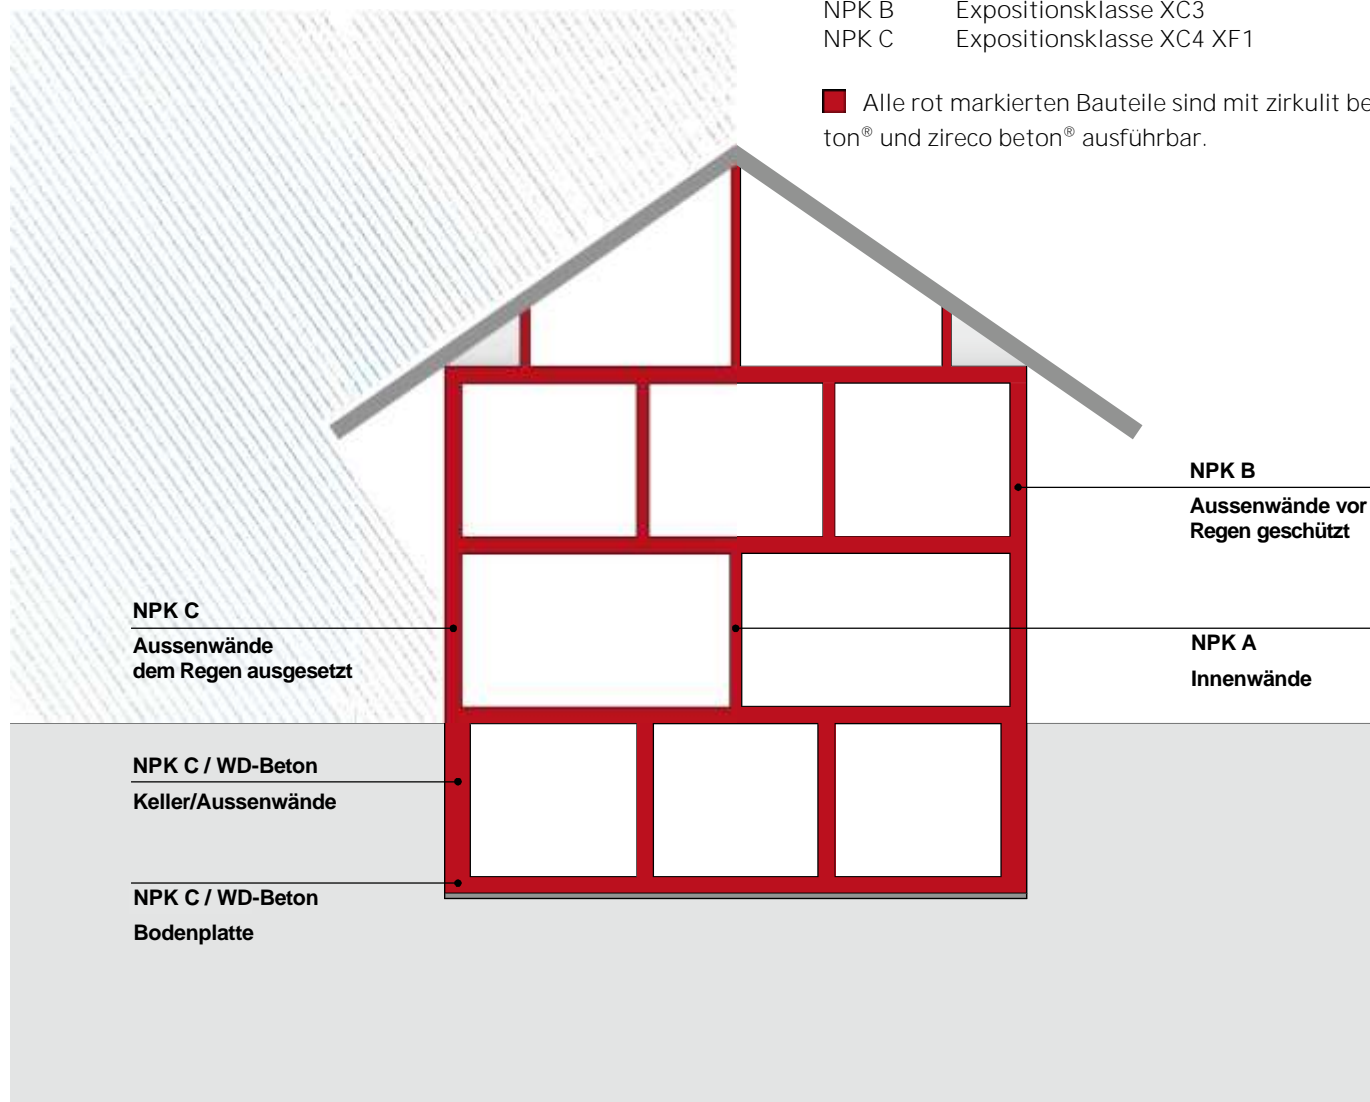 NPK B Expositionsklasse XC3
NPK C Expositionsklasse XC4 XF1
Alle rot markierten Bauteile sind mit zirkulit be
ton® und zireco beton® ausführbar.
NPK B
Aussenwände vor
Regen geschützt
NPK C
Aussenwände
dem Regen ausgesetzt
NPK A
Innenwände
NPK C / WD-Beton
Keller/Aussenwände
NPK C / WD-Beton
Bodenplatte